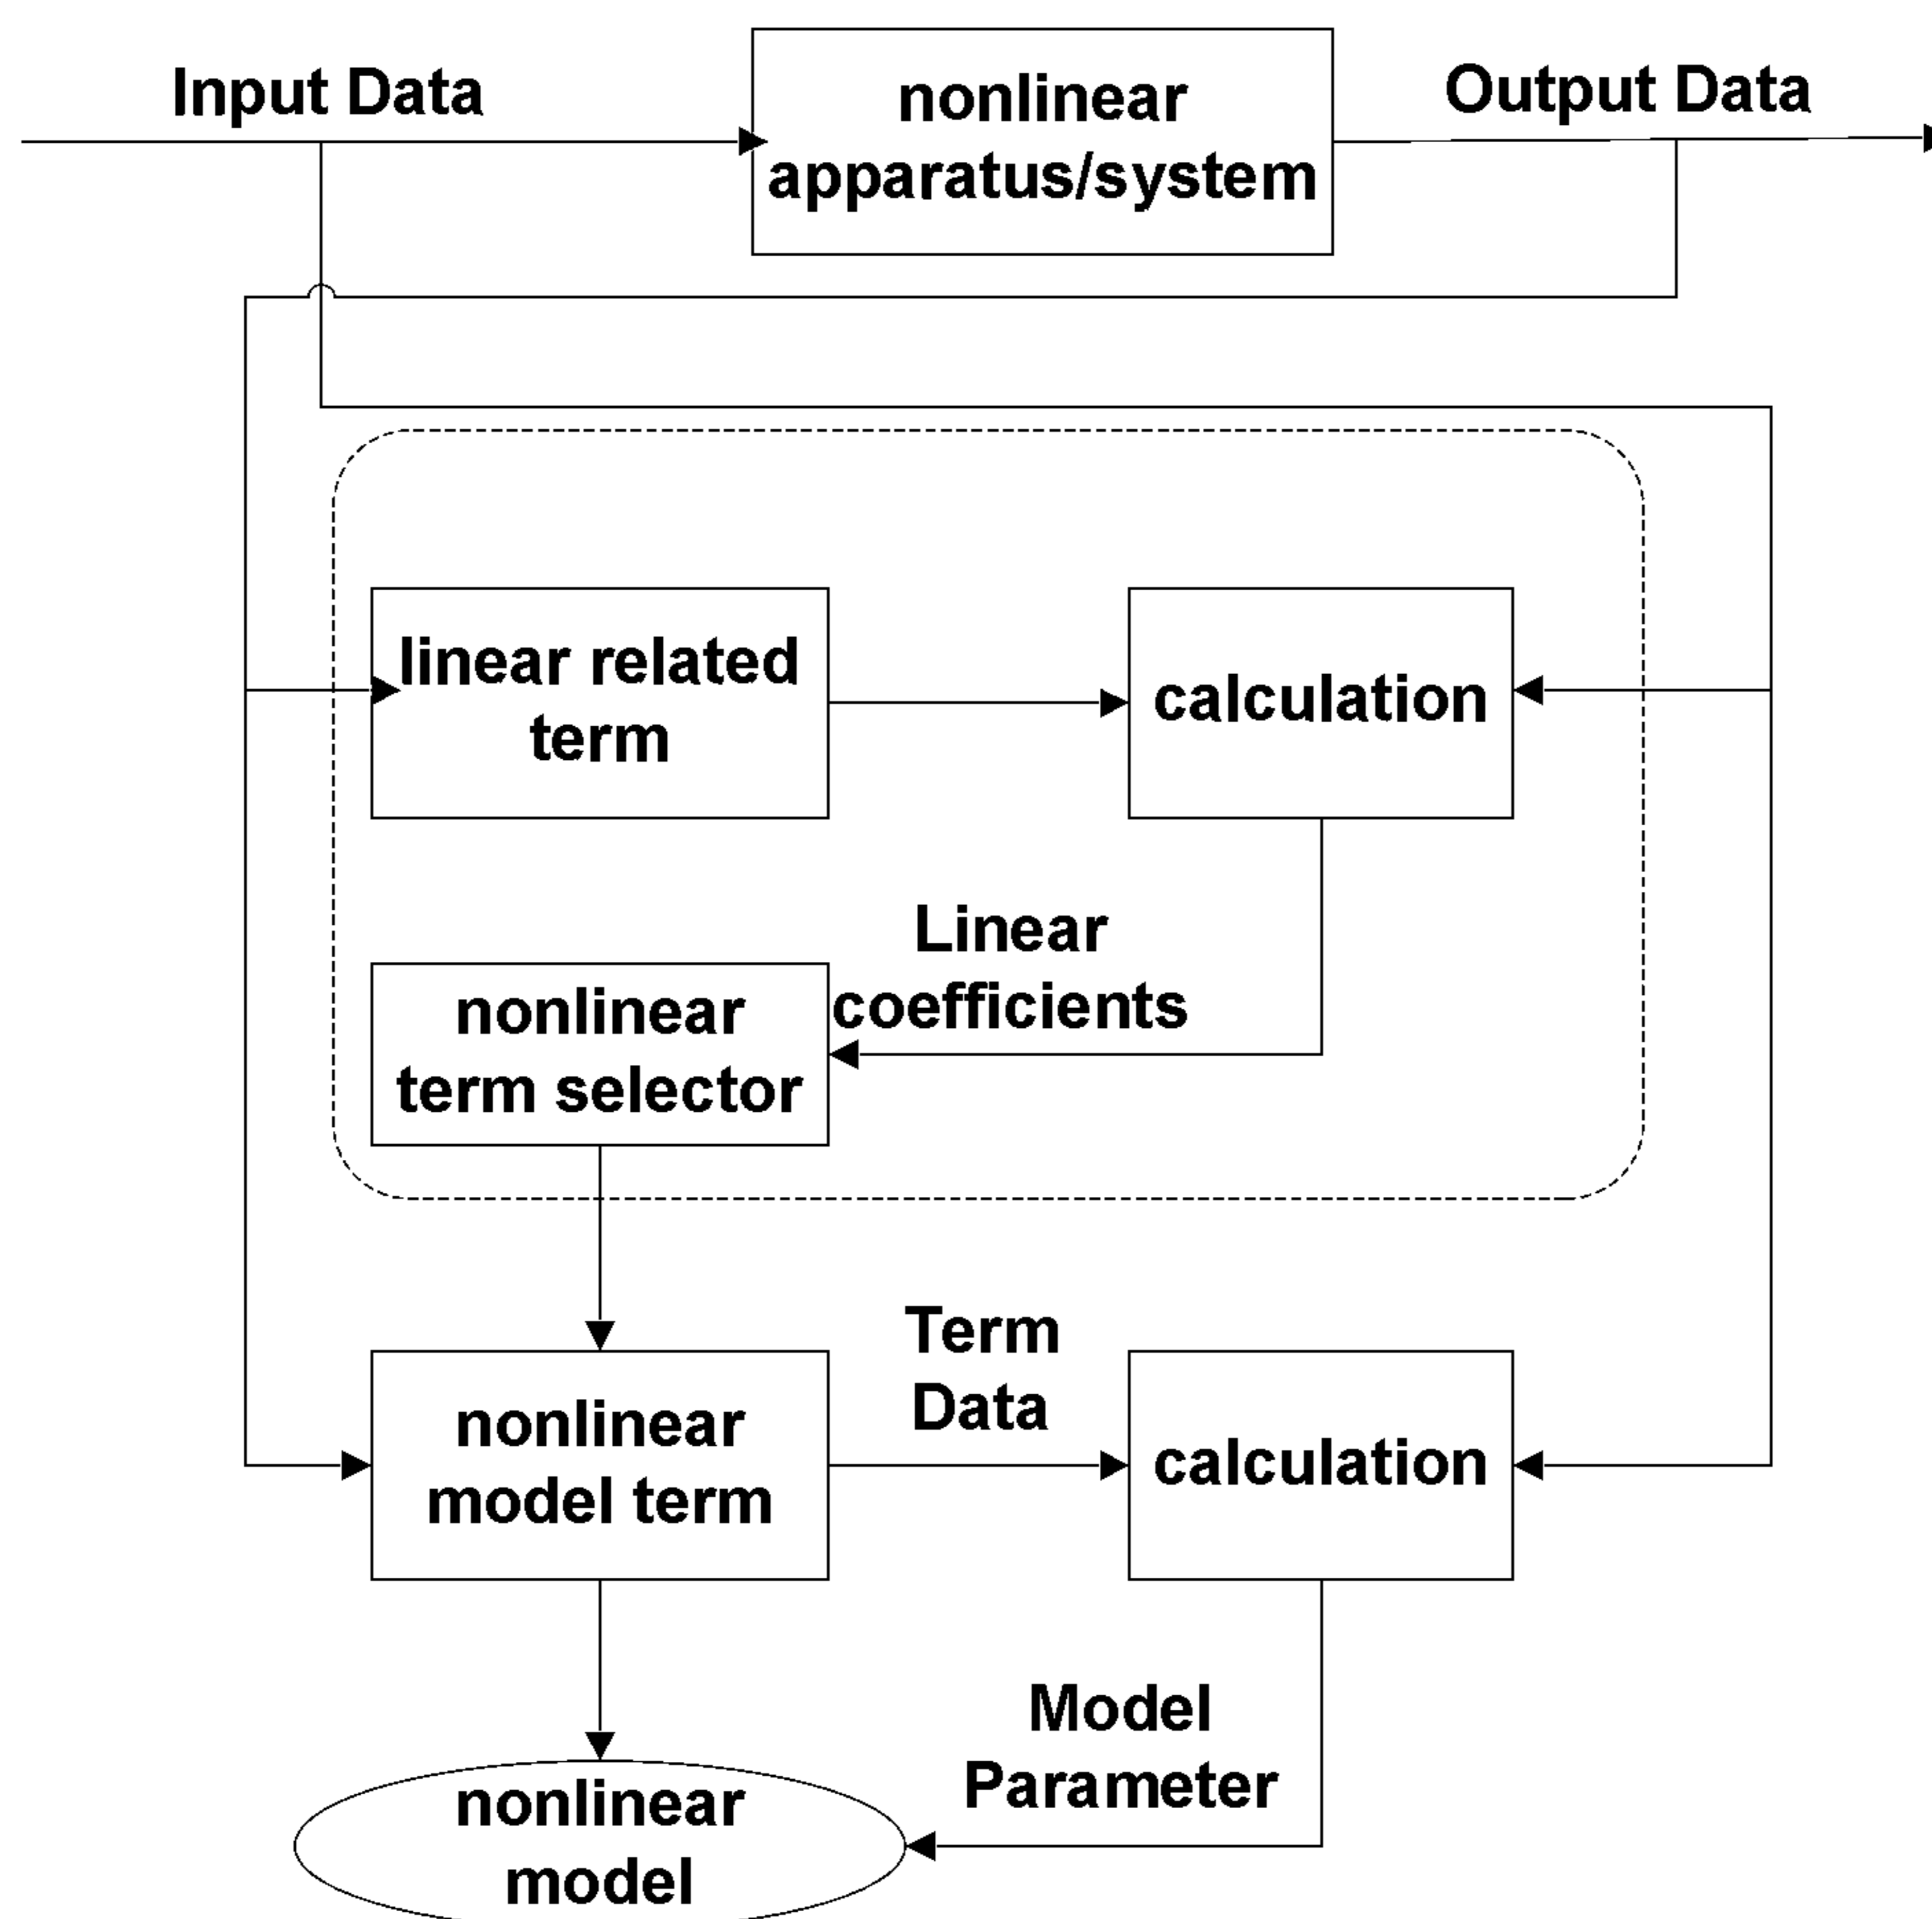 Input Data
nonlinear
apparatus/system
Output Data
linear related
term
calculation
Linear
coefficients
nonlinear
term selector
Term
Data
nonlinear
model term
calculation
Model
Parameter
nonlinear
model